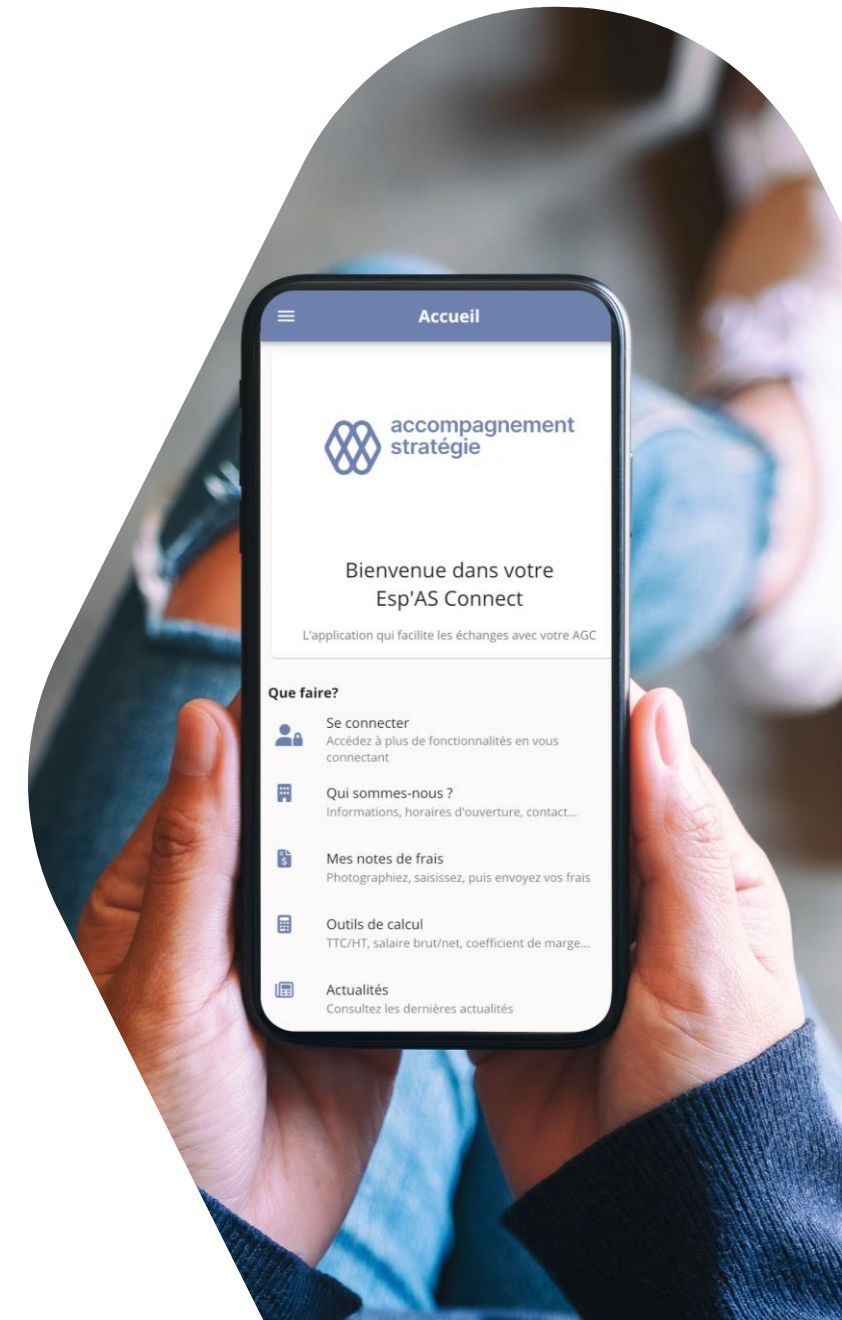 Accueil
accompagnement
stratégie
Bienvenue dans votre
Esp'AS Connect
L'application qui facilite les échanges avec votre AGC
Que faire?
Se connecter
Accédez à plus de fonctionnalités en vous
connectant
Qui sommes-nous ?
Informations, horaires d'ouverture, contact...
Mes notes de frais
Photographiez, saisissez, puis envoyez vos frais
Outils de calcul
TTC/HT, salaire brut/net, coefficient de marge...
Actualités
Consultez les dernières actualités